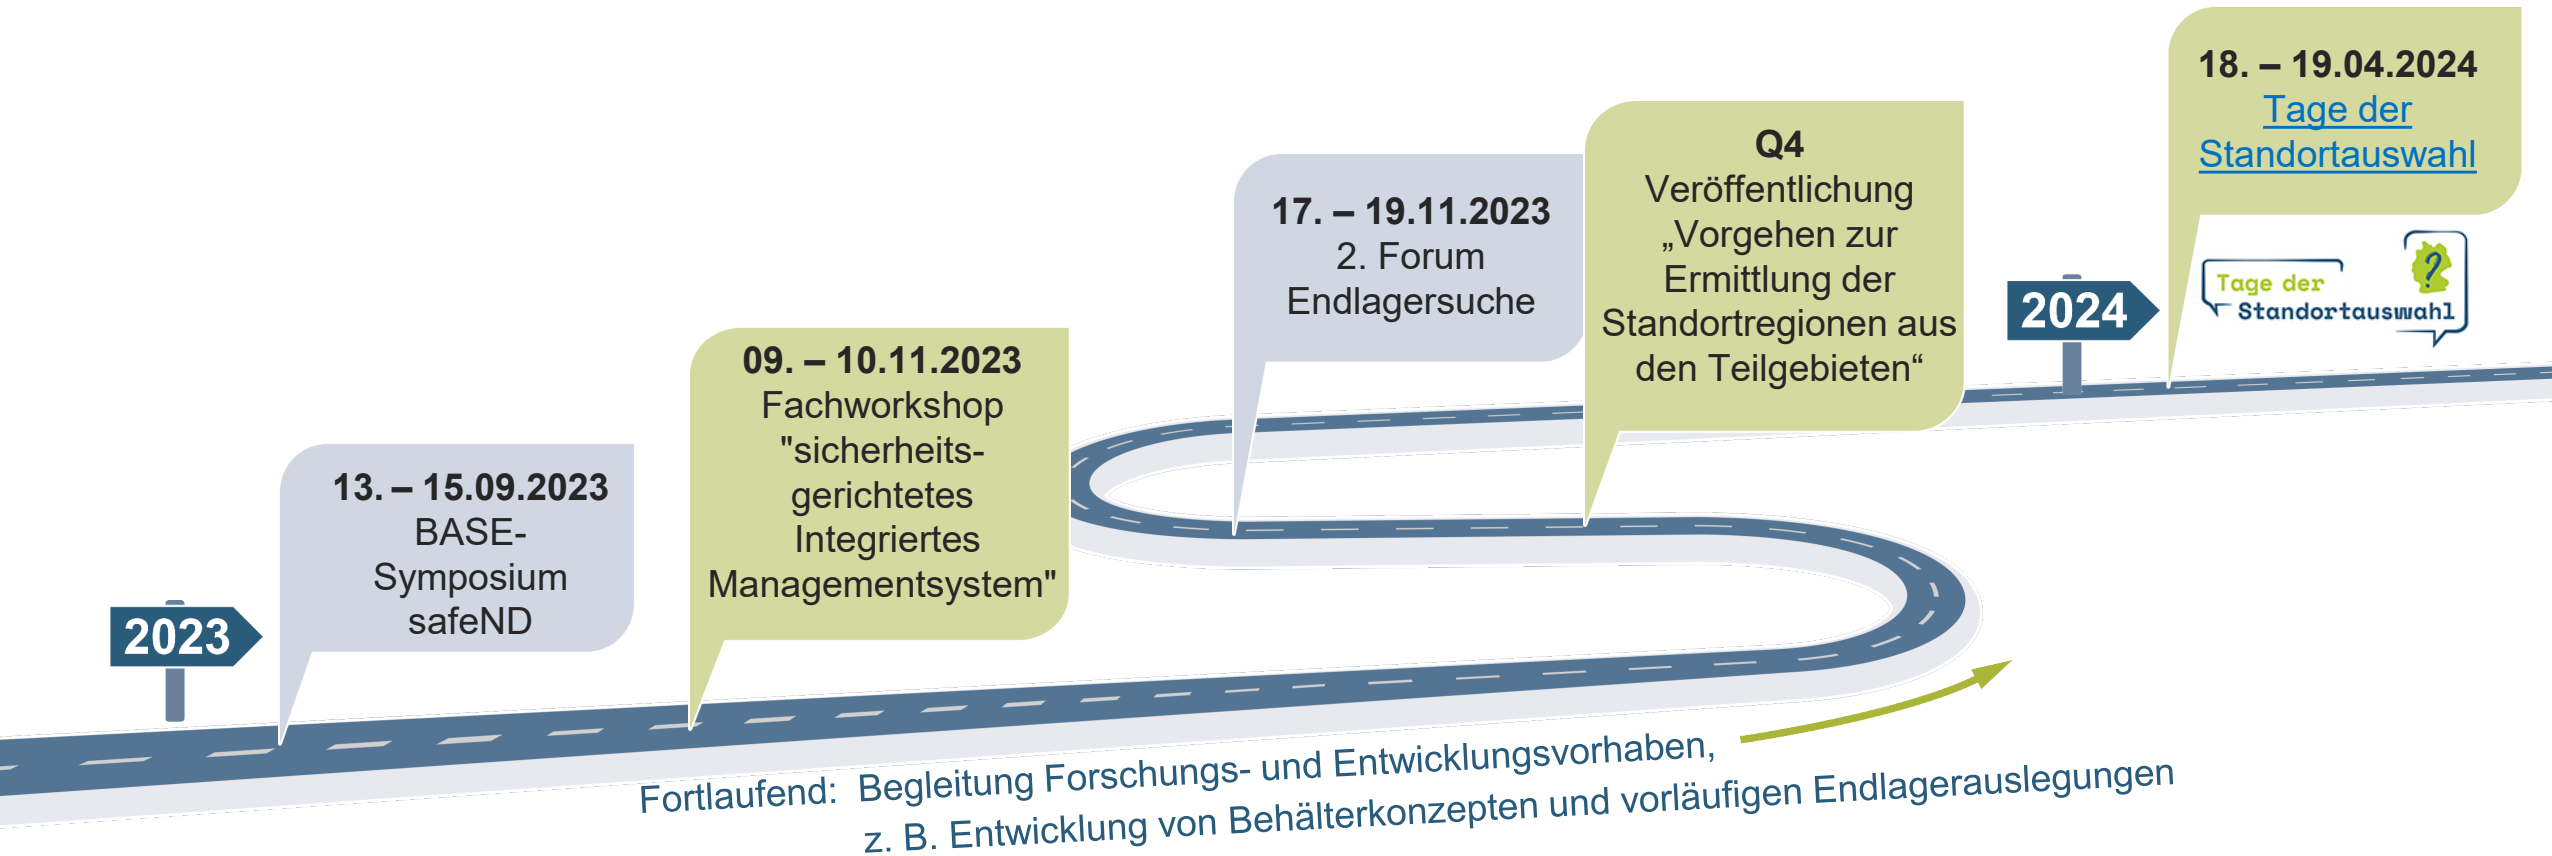 2023
13. – 15.09.2023
BASE-
Symposium
safeND
09. – 10.11.2023
Fachworkshop
"sicherheits-
gerichtetes
Integriertes
Managementsystem"
17. – 19.11.2023
2. Forum
Endlagersuche
Q4
Veröffentlichung
„Vorgehen zur
Ermittlung der
Standortregionen aus
den Teilgebieten“
2024
18. – 19.04.2024
Tage der
Standortauswahl
Tage der
Standortauswahl
?
Fortlaufend: Begleitung Forschungs- und Entwicklungsvorhaben,
z. B. Entwicklung von Behälterkonzepten und vorläufigen Endlagerauslegungen